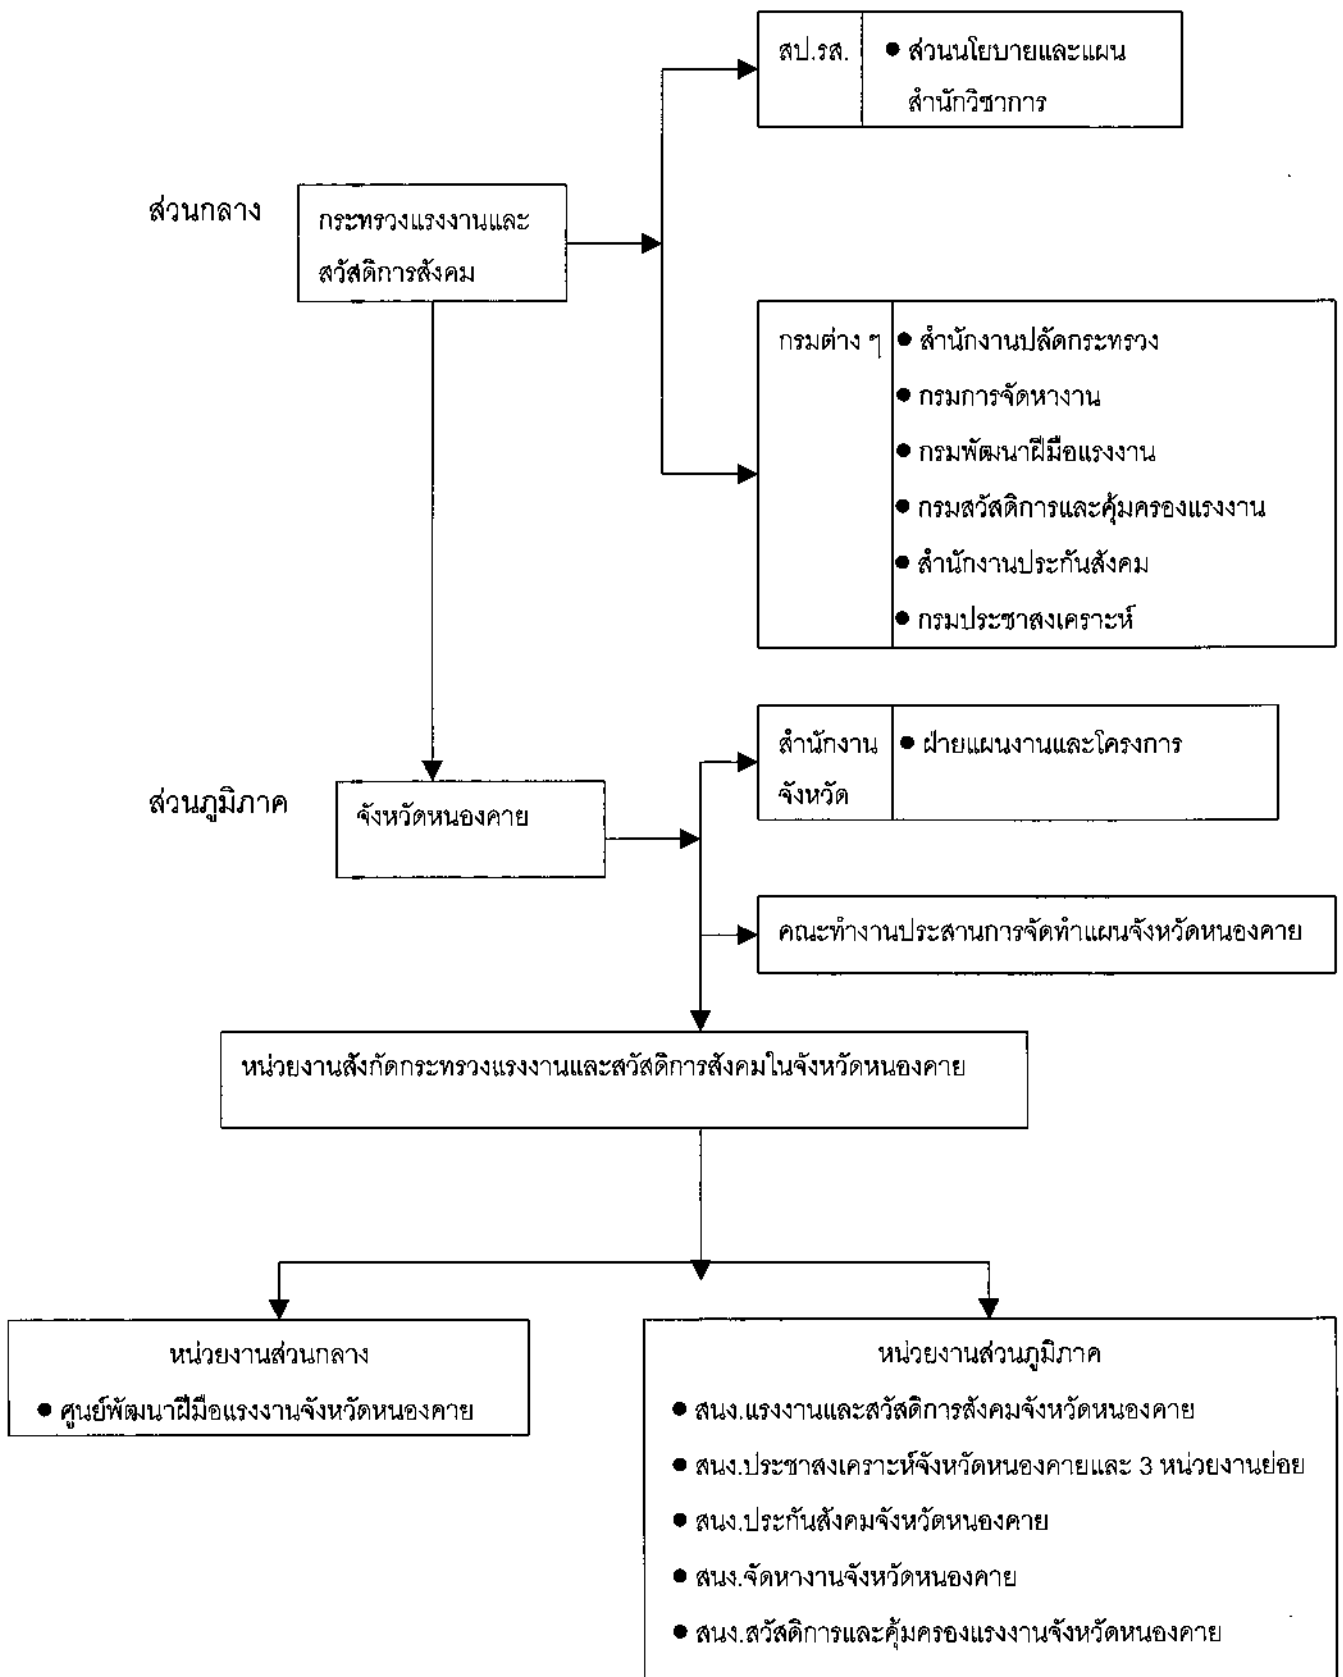 สป.รส.
● ส่วนนโยบายและแผน
สำนักวิชาการ
ส่วนกลาง
กระทรวงแรงงานและ
สวัสดิการสังคม
กรมต่าง ๆ
● สำนักงานปลัดกระทรวง
● กรมการจัดหางาน
● กรมพัฒนาฝีมือแรงงาน
● กรมสวัสดิการและคุ้มครองแรงงาน
● สำนักงานประกันสังคม
● กรมประชาสงเคราะห์
สำนักงาน
จังหวัด
● ฝ่ายแผนงานและโครงการ
ส่วนภูมิภาค
จังหวัดหนองคาย
คณะทำงานประสานการจัดทำแผนจังหวัดหนองคาย
หน่วยงานสังกัดกระทรวงแรงงานและสวัสดิการสังคมในจังหวัดหนองคาย
หน่วยงานส่วนกลาง
● ศูนย์พัฒนาฝีมือแรงงานจังหวัดหนองคาย
หน่วยงานส่วนภูมิภาค
● สนง.แรงงานและสวัสดิการสังคมจังหวัดหนองคาย
● สนง.ประชาสงเคราะห์จังหวัดหนองคายและ 3 หน่วยงานย่อย
● สนง.ประกันสังคมจังหวัดหนองคาย
● สนง.จัดหางานจังหวัดหนองคาย
● สนง.สวัสดิการและคุ้มครองแรงงานจังหวัดหนองคาย